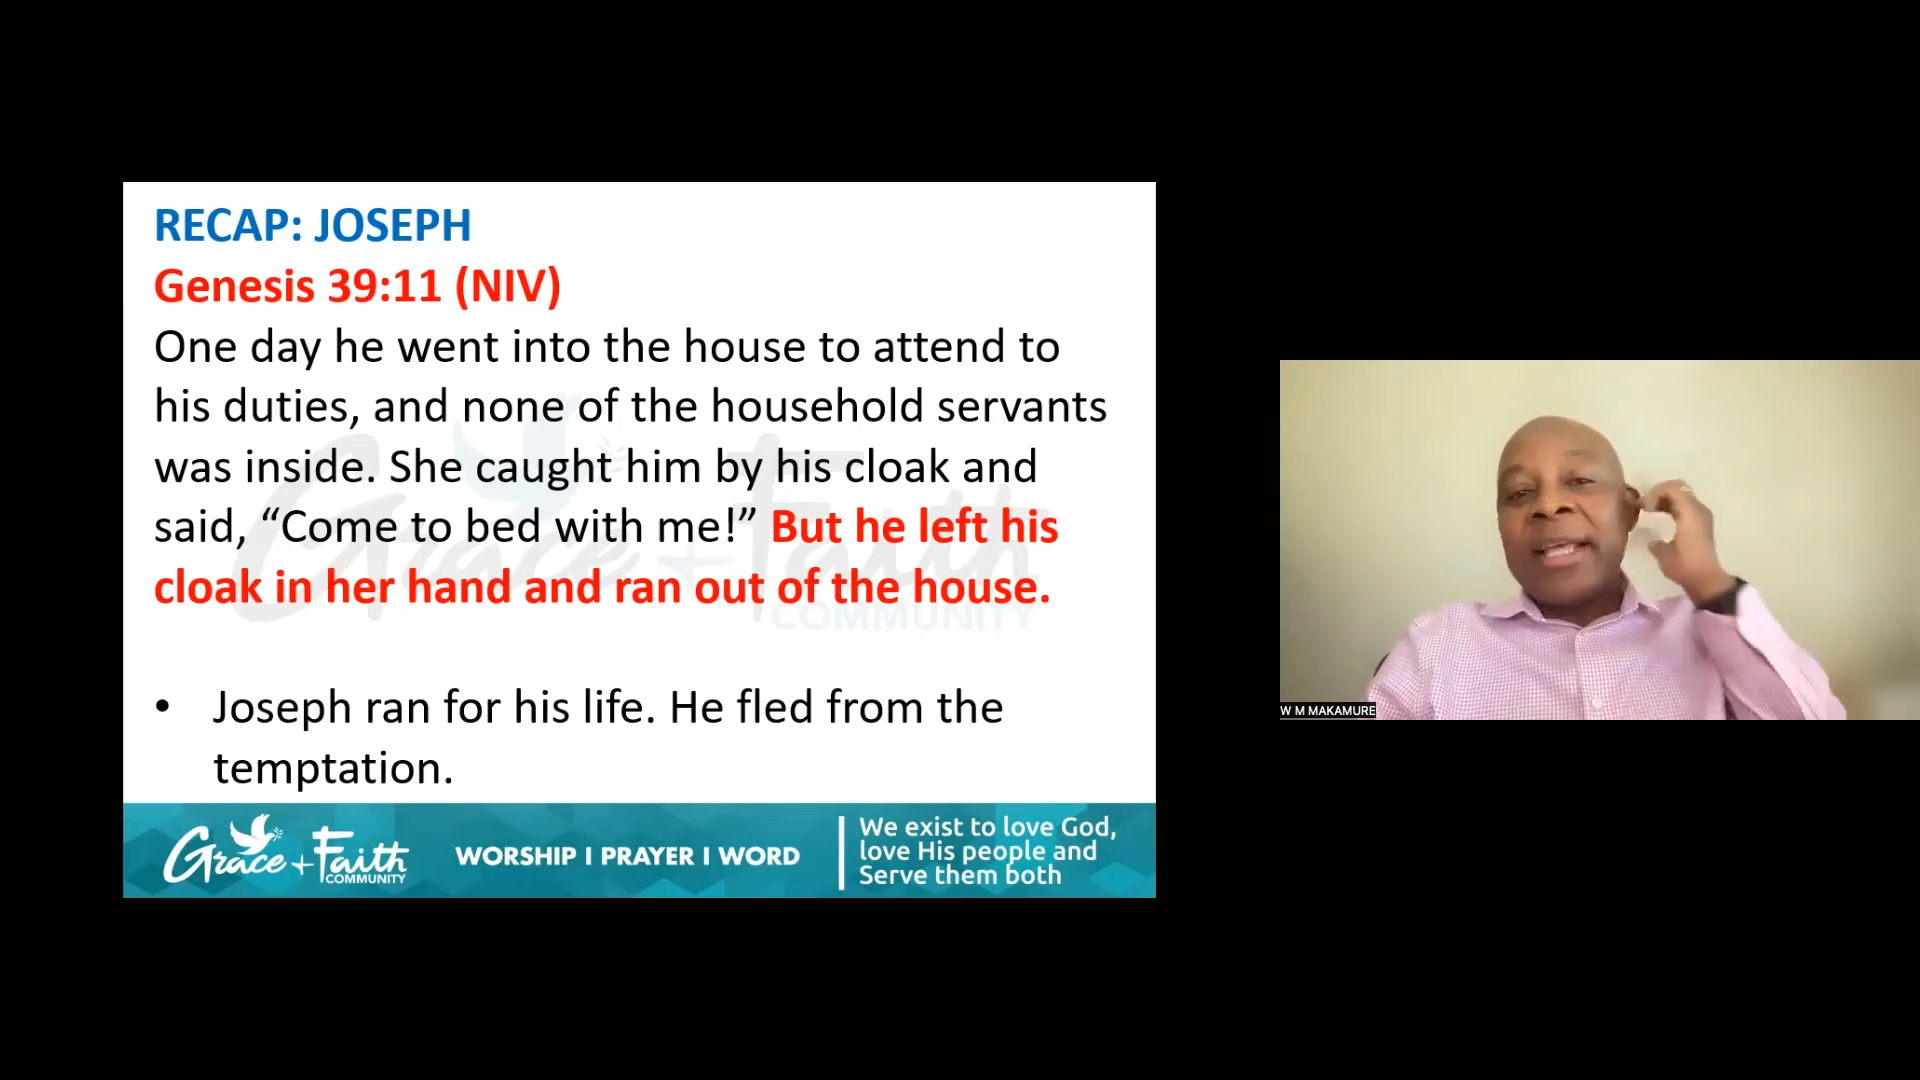 RECAP: JOSEPH
Genesis 39:11 (NIV)
One day he went into the house to attend to
his duties, and none of the household servants
was inside. She caught him by his cloak and
said, “Come to bed with me!” But he left his
cloak in her hand and ran out of the house.
• Joseph ran for his life. He fled from the
temptation.
Grace + Faith
COMMUNITY
WORSHIP | PRAYER | WORD
We exist to love God,
love His people and
Serve them both
Grace + Faith
COMMUNITY
W M MAKAMURE